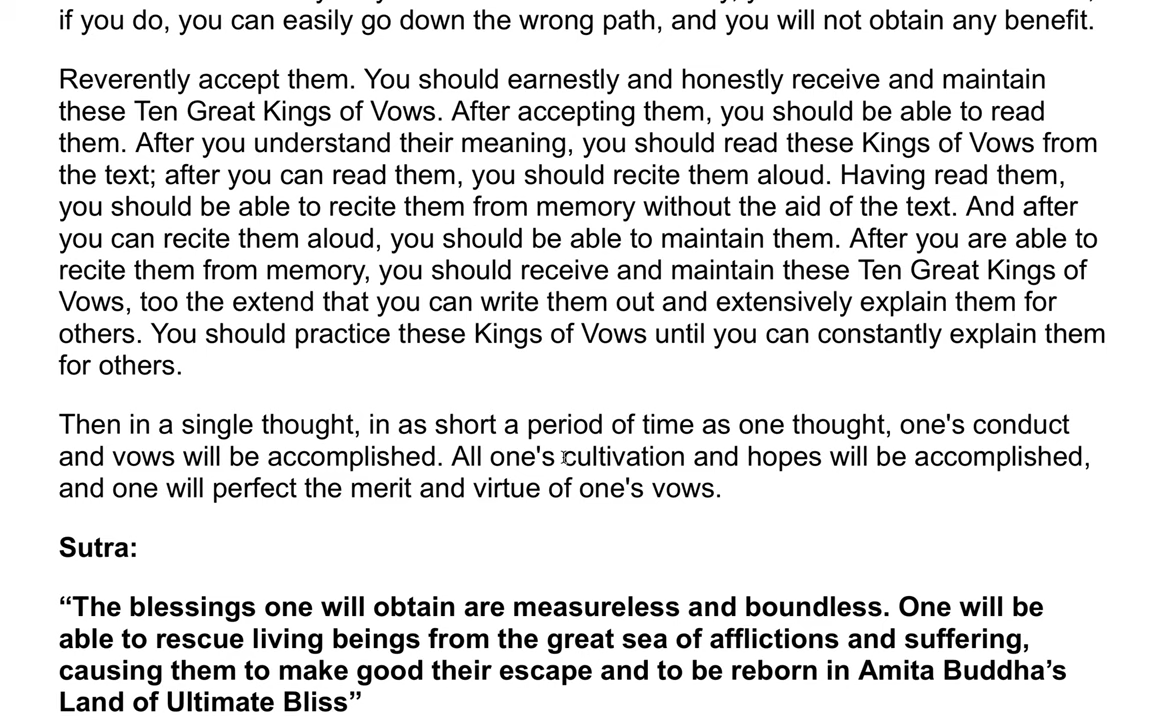 if you do, you can easily go down the wrong path, and you will not obtain any benefit.
Reverently accept them. You should earnestly and honestly receive and maintain
these Ten Great Kings of Vows. After accepting them, you should be able to read
them. After you understand their meaning, you should read these Kings of Vows from
the text; after you can read them, you should recite them aloud. Having read them,
you should be able to recite them from memory without the aid of the text. And after
you can recite them aloud, you should be able to maintain them. After you are able to
recite them from memory, you should receive and maintain these Ten Great Kings of
Vows, too the extend that you can write them out and extensively explain them for
others. You should practice these Kings of Vows until you can constantly explain them
for others.
Then in a single thought, in as short a period of time as one thought, one's conduct
and vows will be accomplished. All one's cultivation and hopes will be accomplished,
and one will perfect the merit and virtue of one's vows.
Sutra:
“The blessings one will obtain are measureless and boundless. One will be
able to rescue living beings from the great sea of afflictions and suffering,
causing them to make good their escape and to be reborn in Amita Buddha’s
Land of Ultimate Bliss”